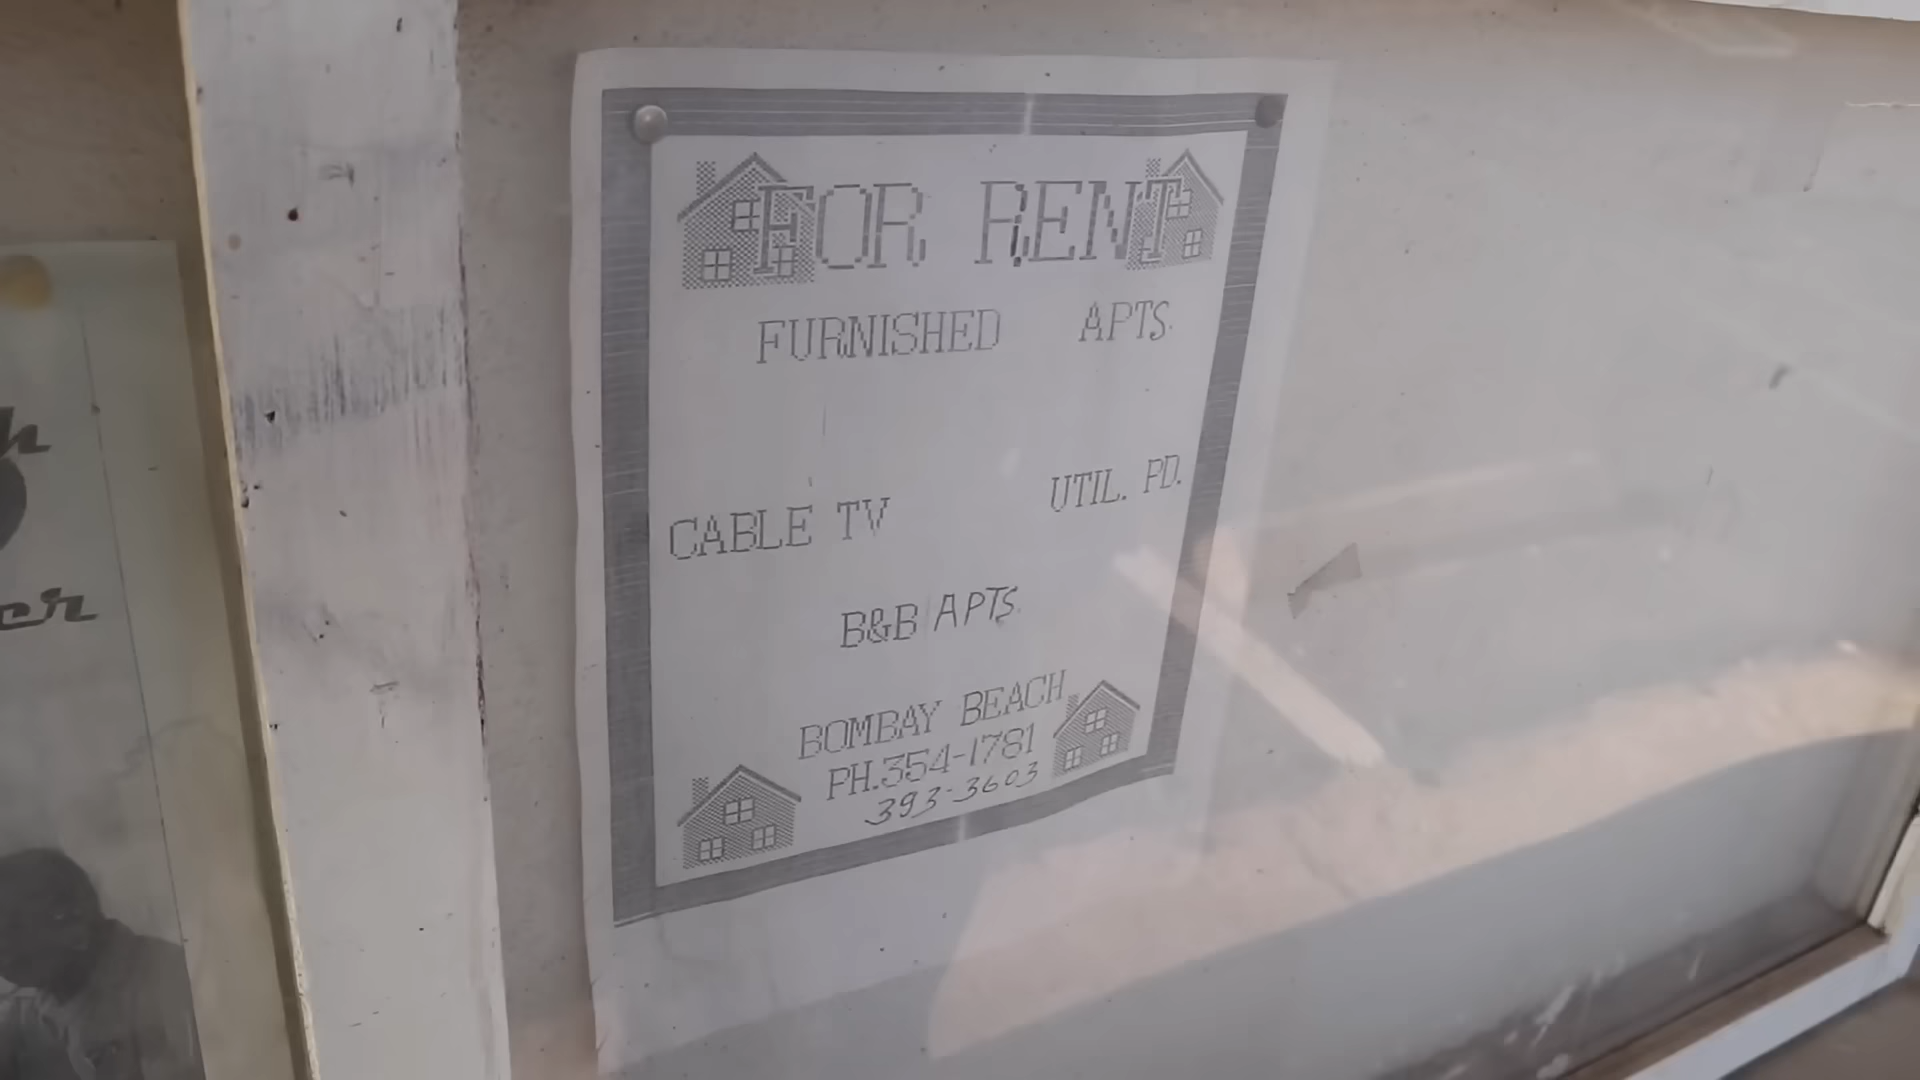 FOR RENT
FURNISHED APTS.
CABLE TV
UTIL. PD.
B&B APTS.
BOMBAY BEACH
PH.354-1781
393-3603